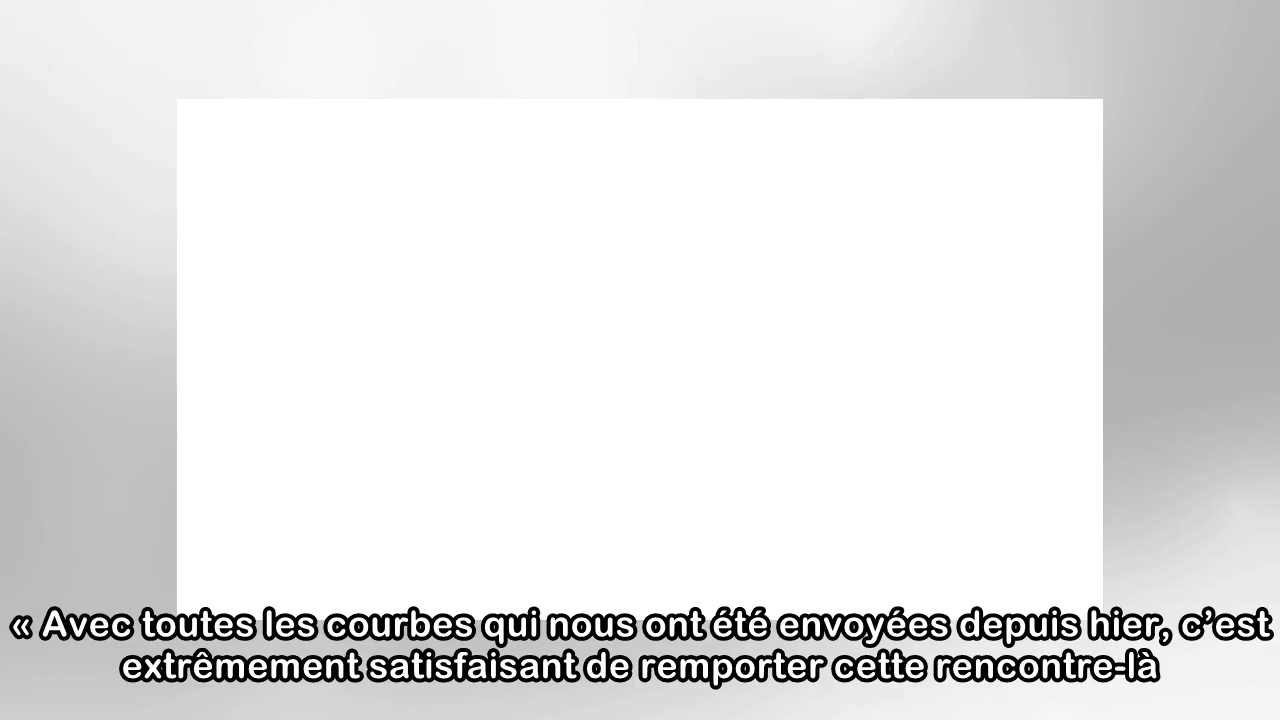 « Avec toutes les courbes qui nous ont été envoyées depuis hier, c’est
extrêmement satisfaisant de remporter cette rencontre-là